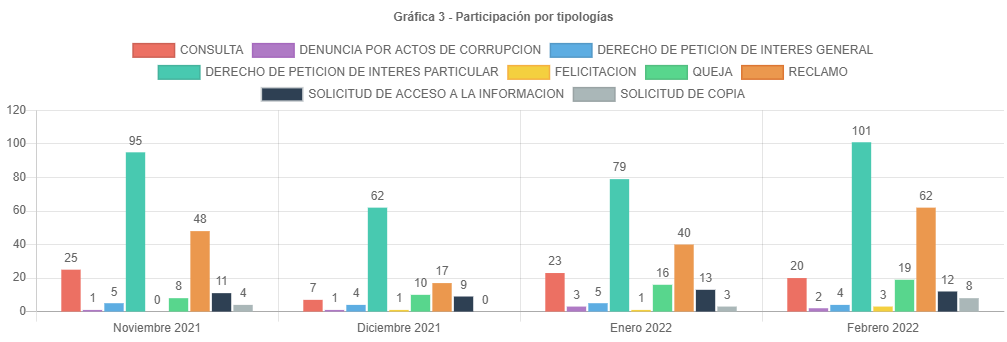 Gráfica 3 - Participación por tipologías
CONSULTA DENUNCIA POR ACTOS DE CORRUPCION DERECHO DE PETICION DE INTERES GENERAL
DERECHO DE PETICION DE INTERES PARTICULAR FELICITACION QUEJA RECLAMO
SOLICITUD DE ACCESO A LA INFORMACION SOLICITUD DE COPIA
120
100
80
60
40
20
0
25 1 5 95 0 8 48 11 4
7 1 4 62 1 10 17 9 0
23 3 5 79 1 16 40 13 3
20 2 4 101 3 19 62 12 8
Noviembre 2021 Diciembre 2021 Enero 2022 Febrero 2022